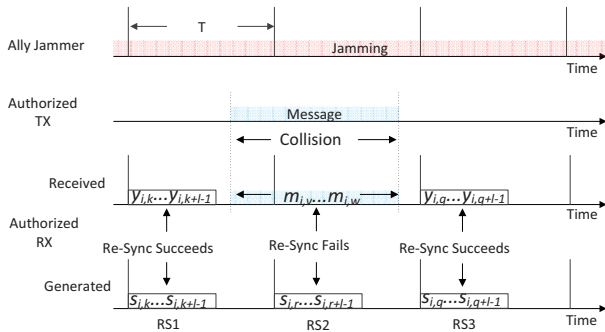 T
Ally Jammer
Jamming
Time
Authorized
TX
Message
Time
Collision
Received
y_{i,k}...y_{i,k+l-1}
m_{i,v}...m_{i,w}
y_{i,q}...y_{i,q+l-1}
Time
Authorized
RX
Re-Sync Succeeds
Re-Sync Fails
Re-Sync Succeeds
Generated
s_{i,k}...s_{i,k+l-1}
s_{i,r}...s_{i,r+l-1}
s_{i,q}...s_{i,q+l-1}
Time
RS1
RS2
RS3